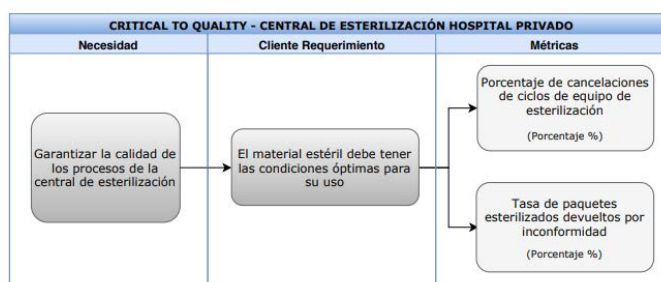 CRITICAL TO QUALITY - CENTRAL DE ESTERILIZACIÓN HOSPITAL PRIVADO
Necesidad
Cliente Requerimiento
Métricas
Garantizar la calidad de
los procesos de la
central de esterilización
El material estéril debe tener
las condiciones óptimas para
su uso
Porcentaje de cancelaciones
de ciclos de equipo de
esterilización
(Porcentaje %)
Tasa de paquetes
esterilizados devueltos por
inconformidad
(Porcentaje %)